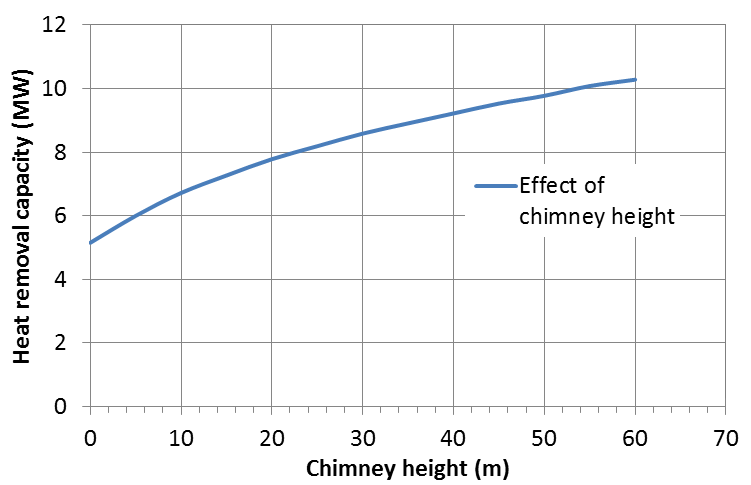 12
10
8
6
4
2
0
Heat removal capacity (MW)
Effect of
chimney height
0 10 20 30 40 50 60 70
Chimney height (m)